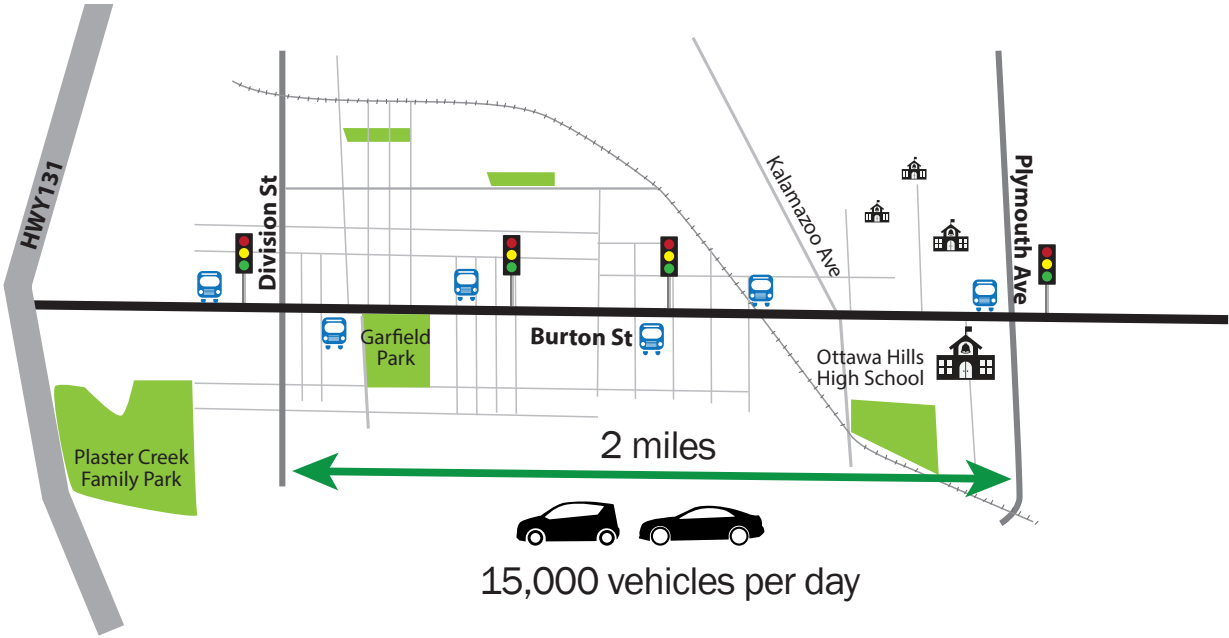 HWY131
Division St
Kalamazoo Ave
Plymouth Ave
Garfield
Park
Burton St
Ottawa Hills
High School
Plaster Creek
Family Park
2 miles
15,000 vehicles per day